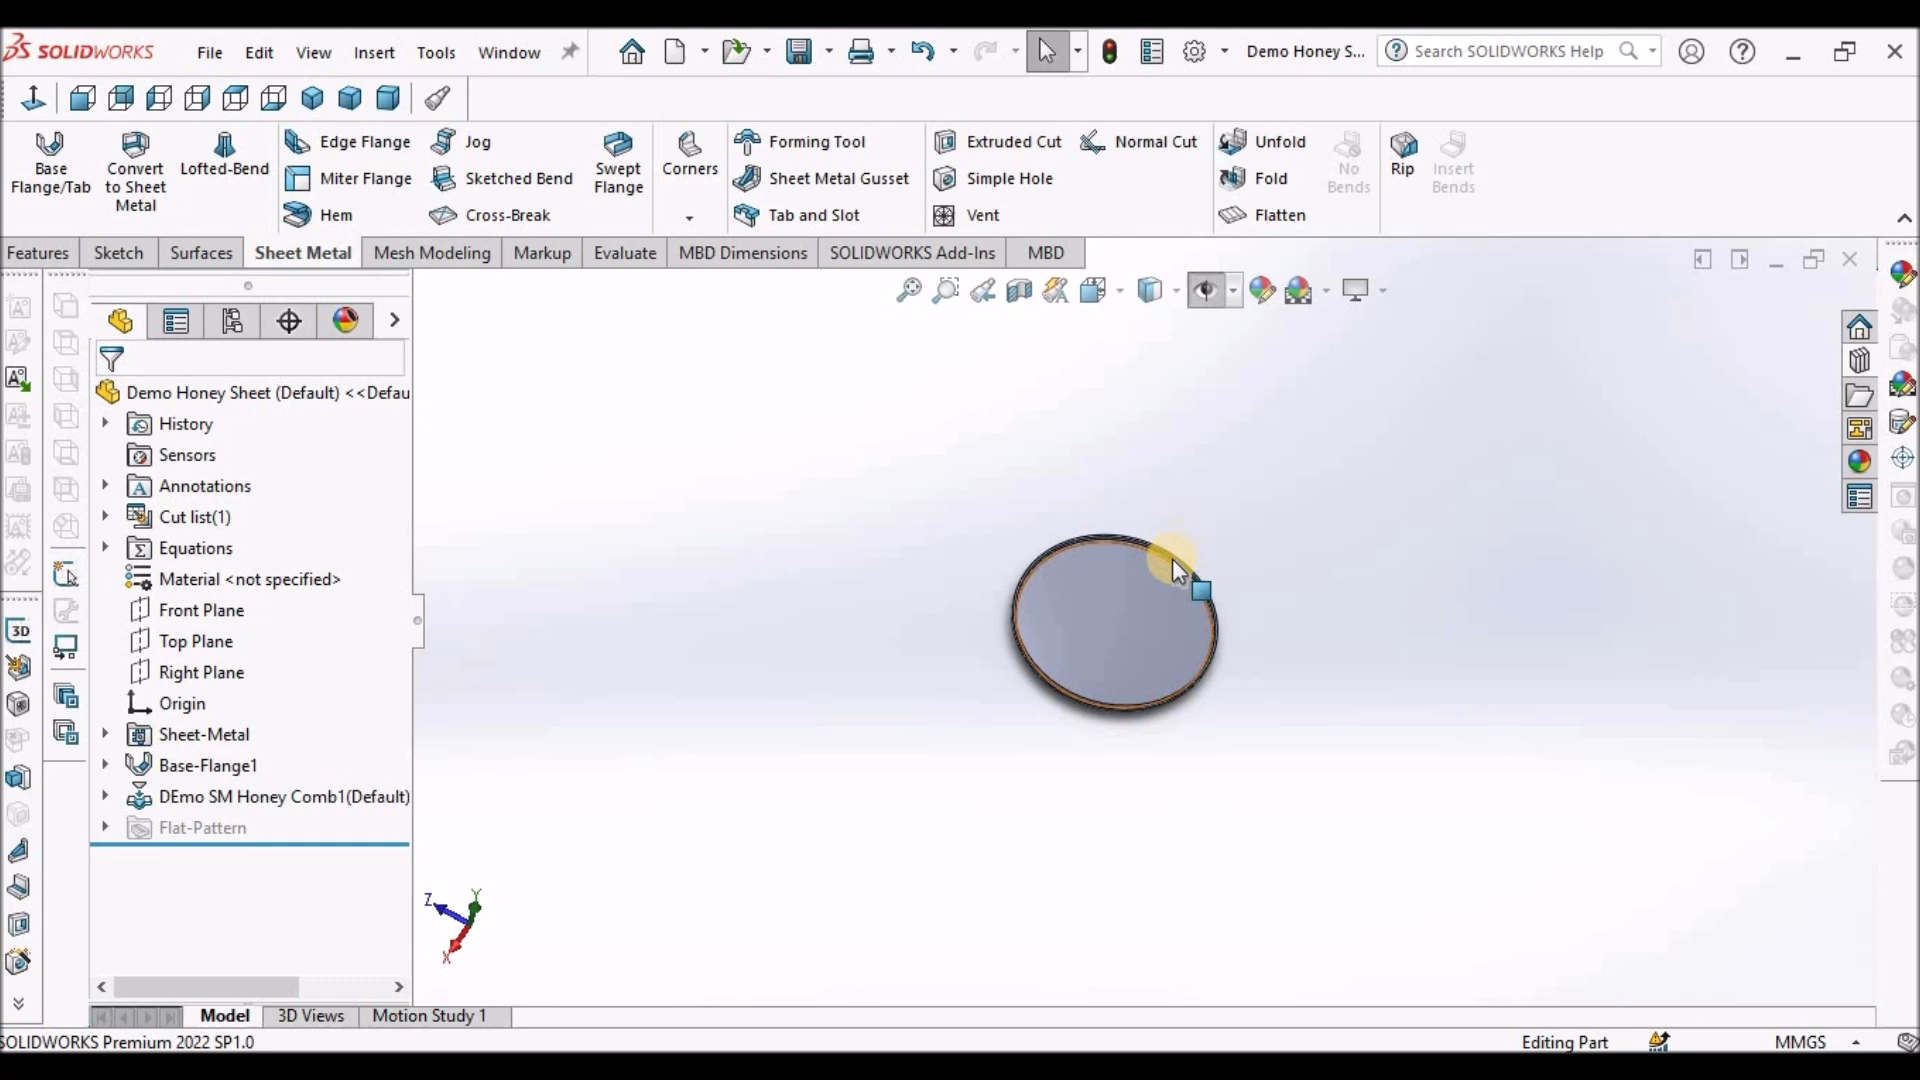 SOLIDWORKS File Edit View Insert Tools Window Demo Honey S... Search SOLIDWORKS Help
Base Flange/Tab
Convert to Sheet Metal
Lofted-Bend
Edge Flange
Miter Flange
Hem
Jog
Sketched Bend
Cross-Break
Swept Flange
Corners
Forming Tool
Sheet Metal Gusset
Tab and Slot
Extruded Cut
Simple Hole
Vent
Normal Cut
Unfold
Fold
Flatten
No Bends
Rip
Insert Bends
Features Sketch Surfaces Sheet Metal Mesh Modeling Markup Evaluate MBD Dimensions SOLIDWORKS Add-Ins MBD
Demo Honey Sheet (Default) <<Defau
History
Sensors
Annotations
Cut list(1)
Equations
Material <not specified>
Front Plane
Top Plane
Right Plane
Origin
Sheet-Metal
Base-Flange1
DEmo SM Honey Comb1(Default)
Flat-Pattern
3D
Z
Y
X
Model 3D Views Motion Study 1
SOLIDWORKS Premium 2022 SP1.0 Editing Part MMGS